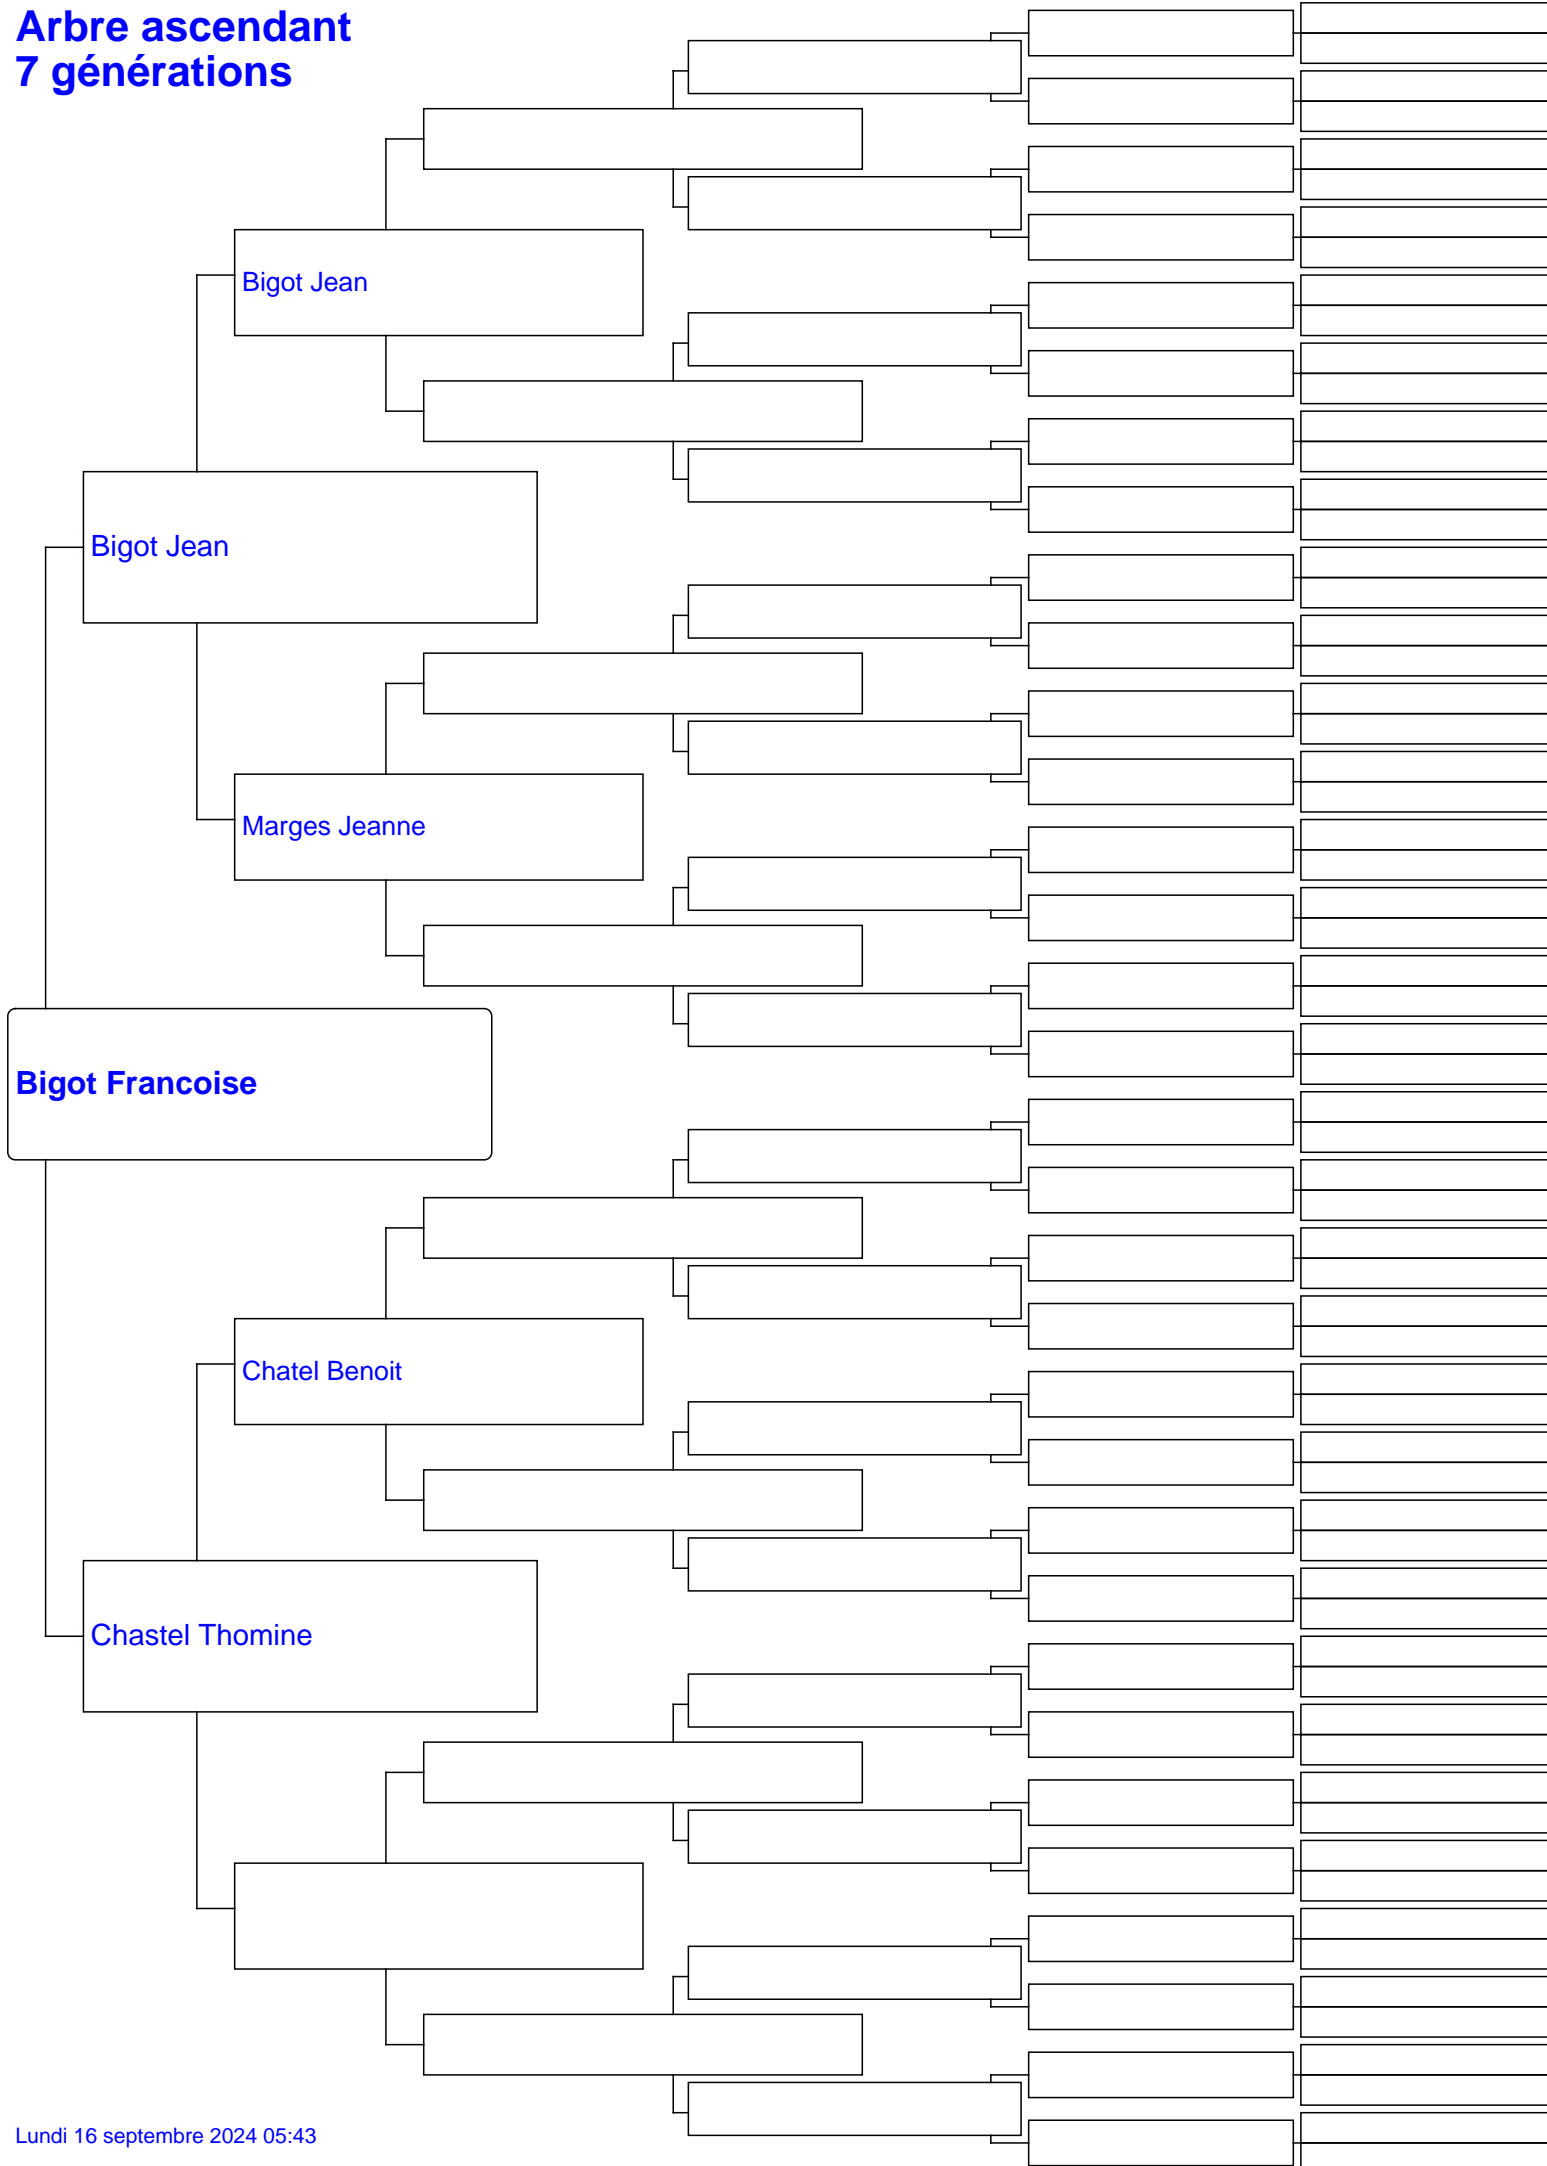 Arbre ascendant
7 générations
Bigot Jean
Bigot Jean
Marges Jeanne
Bigot Francoise
Chatel Benoit
Chastel Thomine
Lundi 16 septembre 2024 05:43